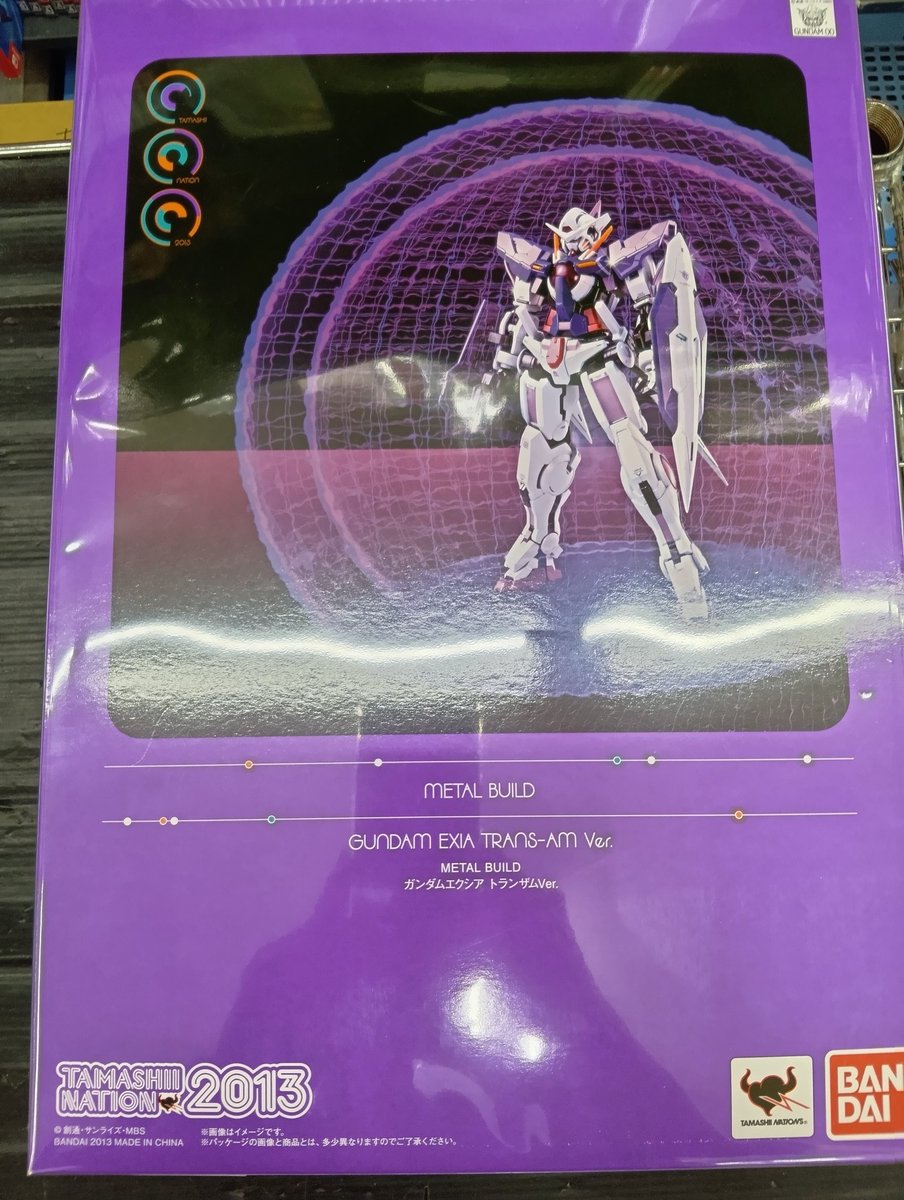 GUNDAM 00
TAMASHII
NATION
2013
METAL BUILD
GUNDAM EXIA TRANS-AM Ver.
METAL BUILD
ガンダムエクシア トランザムVer.
TAMASHII
NATION 2013
© 創通・サンライズ・MBS
BANDAI 2013 MADE IN CHINA
※画像はイメージです。
※パッケージの画像と商品とは、多少異なりますのでご了承ください。
TAMASHII NATIONS®
BAN
DAI